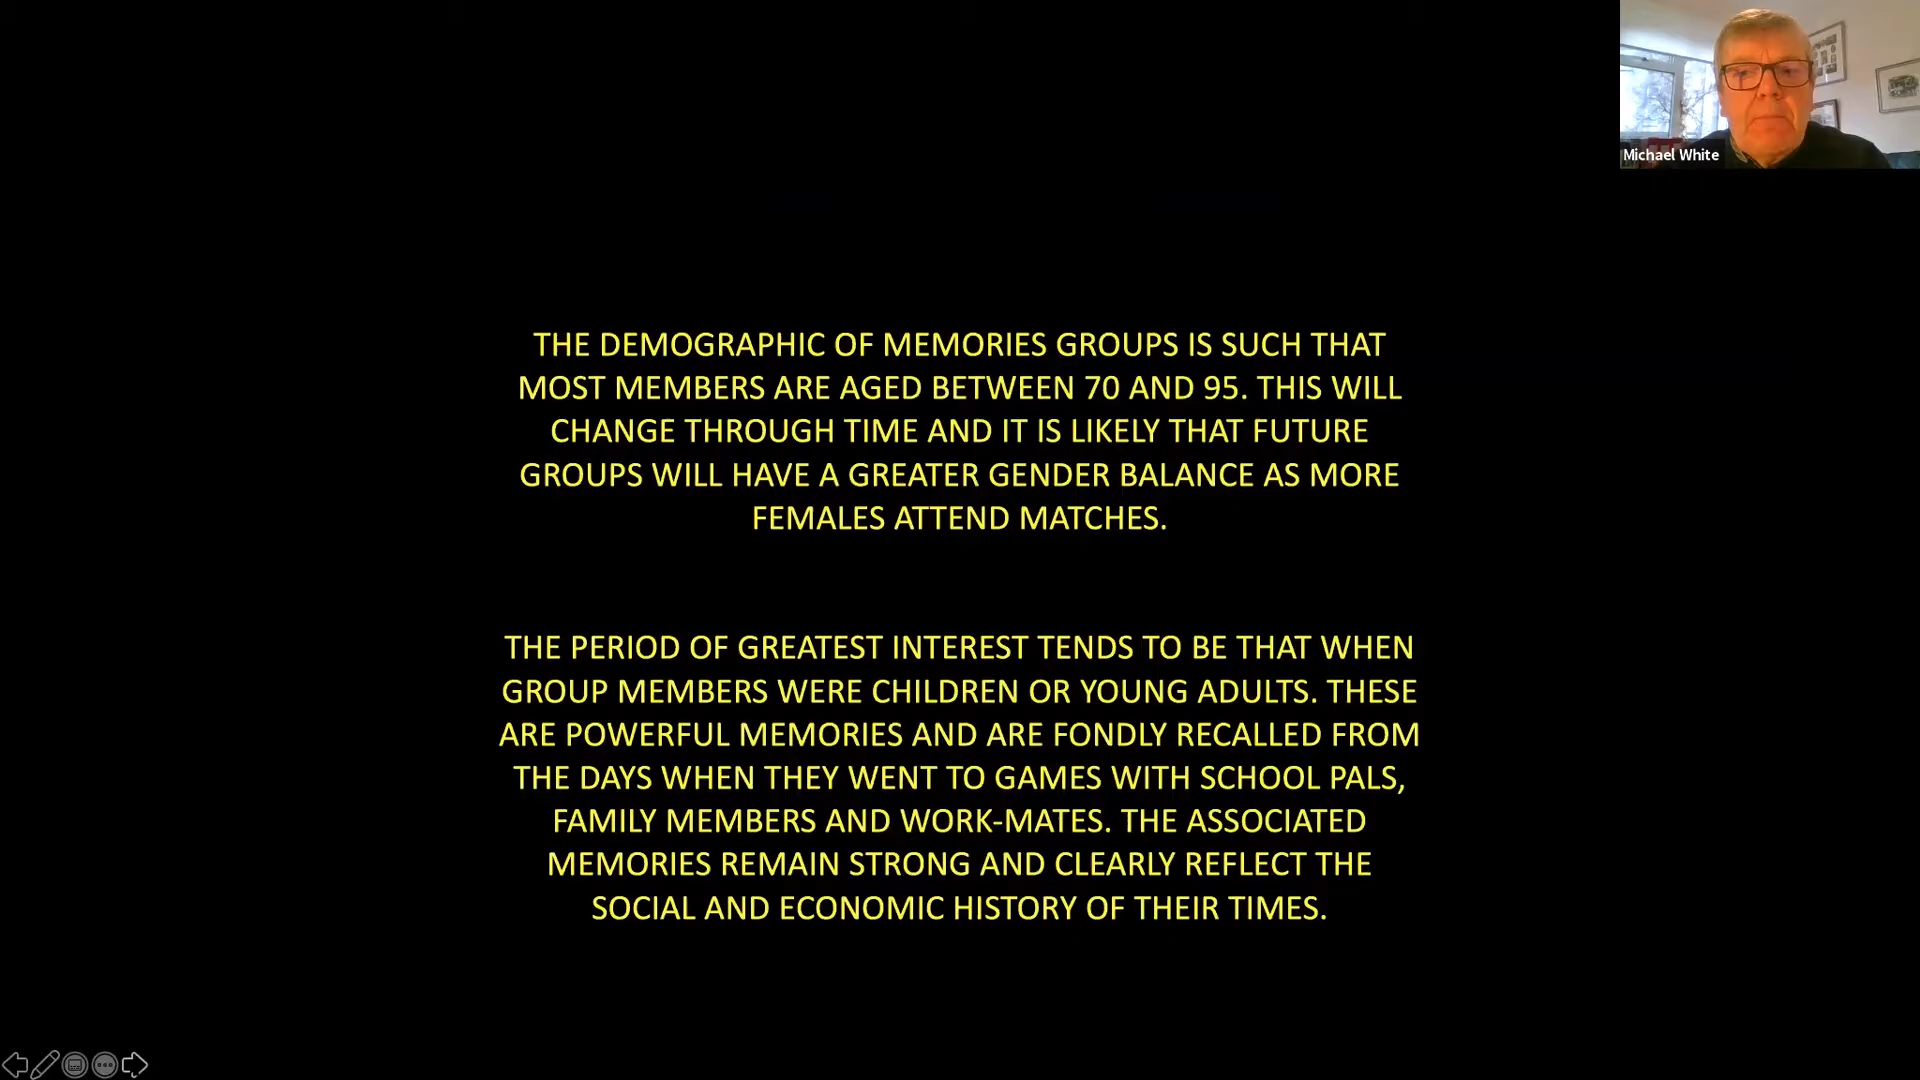 Michael White
THE DEMOGRAPHIC OF MEMORIES GROUPS IS SUCH THAT
MOST MEMBERS ARE AGED BETWEEN 70 AND 95. THIS WILL
CHANGE THROUGH TIME AND IT IS LIKELY THAT FUTURE
GROUPS WILL HAVE A GREATER GENDER BALANCE AS MORE
FEMALES ATTEND MATCHES.
THE PERIOD OF GREATEST INTEREST TENDS TO BE THAT WHEN
GROUP MEMBERS WERE CHILDREN OR YOUNG ADULTS. THESE
ARE POWERFUL MEMORIES AND ARE FONDLY RECALLED FROM
THE DAYS WHEN THEY WENT TO GAMES WITH SCHOOL PALS,
FAMILY MEMBERS AND WORK-MATES. THE ASSOCIATED
MEMORIES REMAIN STRONG AND CLEARLY REFLECT THE
SOCIAL AND ECONOMIC HISTORY OF THEIR TIMES.